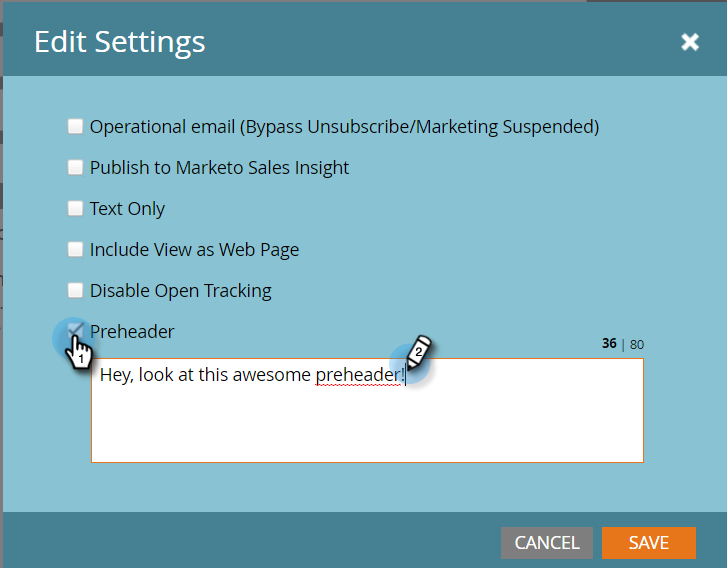 Edit Settings
Operational email (Bypass Unsubscribe/Marketing Suspended)
Publish to Marketo Sales Insight
Text Only
Include View as Web Page
Disable Open Tracking
Preheader
36 | 80
1
2
Hey, look at this awesome preheader!
CANCEL
SAVE